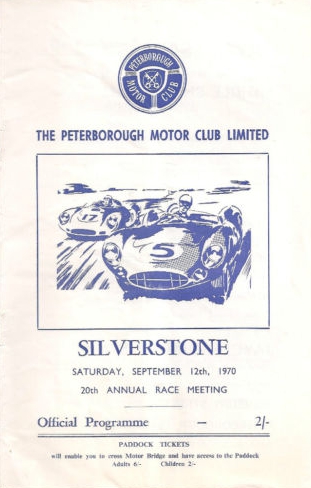 PETERBOROUGH
MOTOR CLUB
THE PETERBOROUGH MOTOR CLUB LIMITED
17
5
SILVERSTONE
SATURDAY, SEPTEMBER 12th, 1970
20th ANNUAL RACE MEETING
Official Programme — 2/-
PADDOCK TICKETS
will enable you to cross Motor Bridge and have access to the Paddock
Adults 6/- Children 2/-